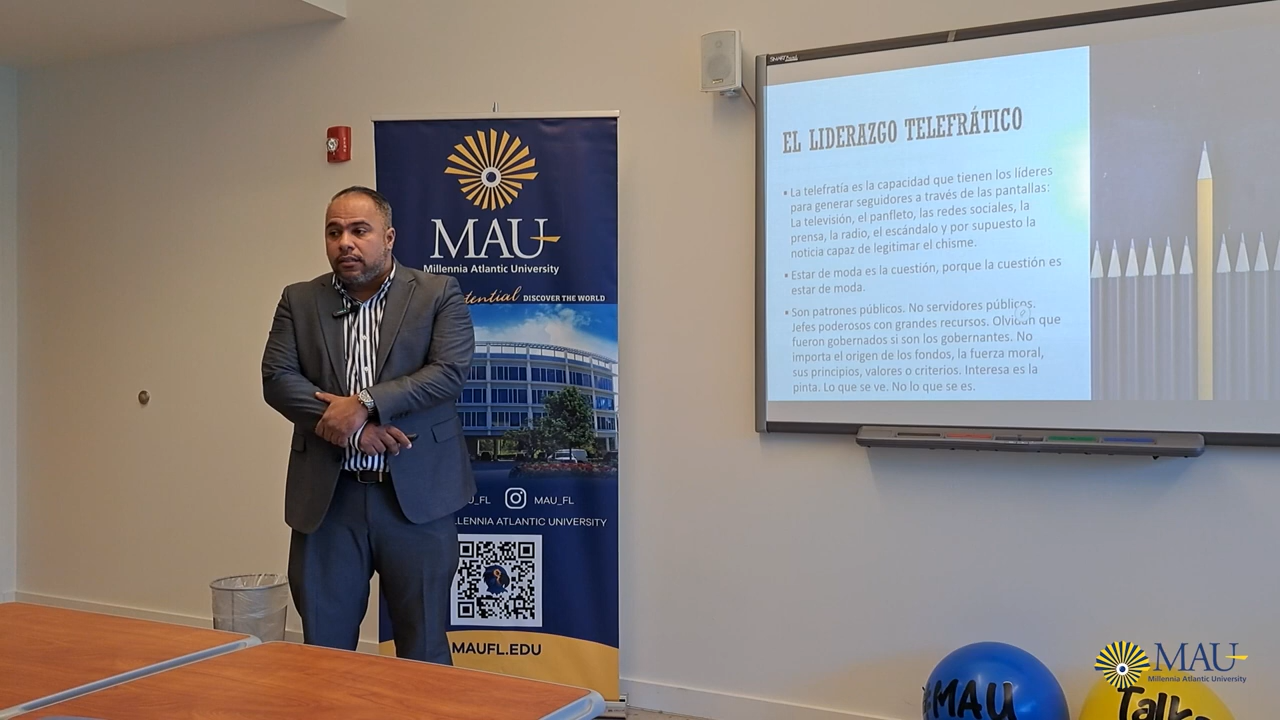 MAU
Millennia Atlantic University
DISCOVER THE WORLD
MAU_FL
MILLENNIA ATLANTIC UNIVERSITY
MAUFL.EDU
SMART Board
EL LIDERAZGO TELEFRÁTICO
▪ La telefratía es la capacidad que tienen los líderes
para generar seguidores a través de las pantallas:
La televisión, el panfleto, las redes sociales, la
prensa, la radio, el escándalo y por supuesto la
noticia capaz de legitimar el chisme.
▪ Estar de moda es la cuestión, porque la cuestión es
estar de moda.
▪ Son patrones públicos. No servidores públicos.
Jefes poderosos con grandes recursos. Olvidan que
fueron gobernados si son los gobernantes. No
importa el origen de los fondos, la fuerza moral,
sus principios, valores o criterios. Interesa es la
pinta. Lo que se ve. No lo que se es.
MAU
Talk
MAU
Millennia Atlantic University